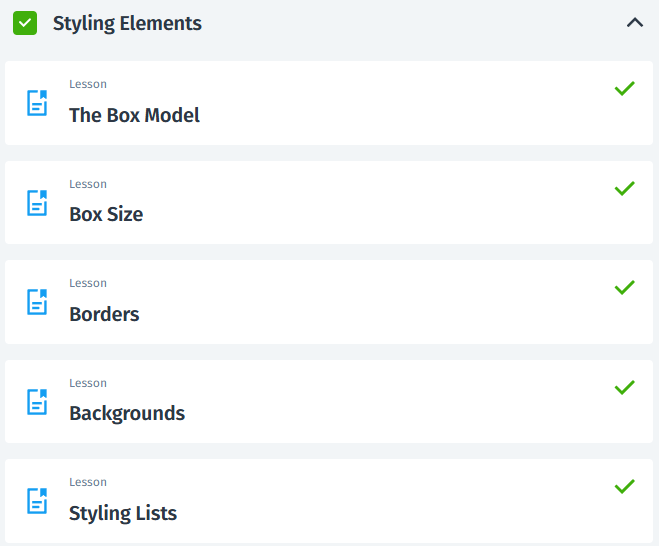 Styling Elements
Lesson
The Box Model
Lesson
Box Size
Lesson
Borders
Lesson
Backgrounds
Lesson
Styling Lists